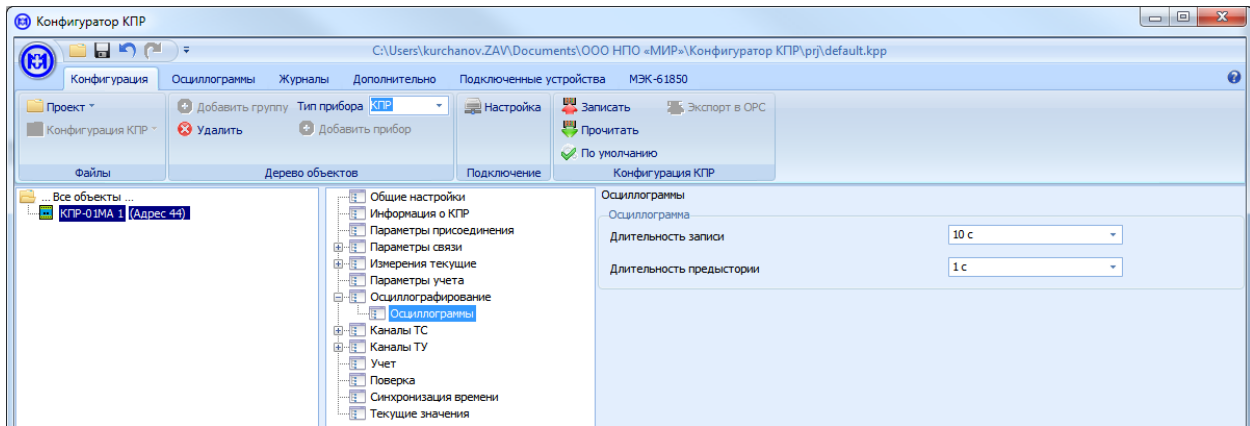 Конфигуратор КПР
C:\Users\kurchanov.ZAV\Documents\ООО НПО «МИР»\Конфигуратор КПР\prj\default.kpp
Конфигурация Осциллограммы Журналы Дополнительно Подключенные устройства МЭК-61850
Проект Добавить группу Тип прибора КПР Настройка Записать Экспорт в OPC
Конфигурация КПР Удалить Добавить прибор Прочитать
По умолчанию
Файлы Дерево объектов Подключение Конфигурация КПР
... Все объекты ...
КПР-01МА 1 (Адрес 44)
Общие настройки
Информация о КПР
Параметры присоединения
Параметры связи
Измерения текущие
Параметры учета
Осциллографирование
Осциллограммы
Каналы ТС
Каналы ТУ
Учет
Поверка
Синхронизация времени
Текущие значения
Осциллограммы
Осциллограмма
Длительность записи 10 с
Длительность предыстории 1 с